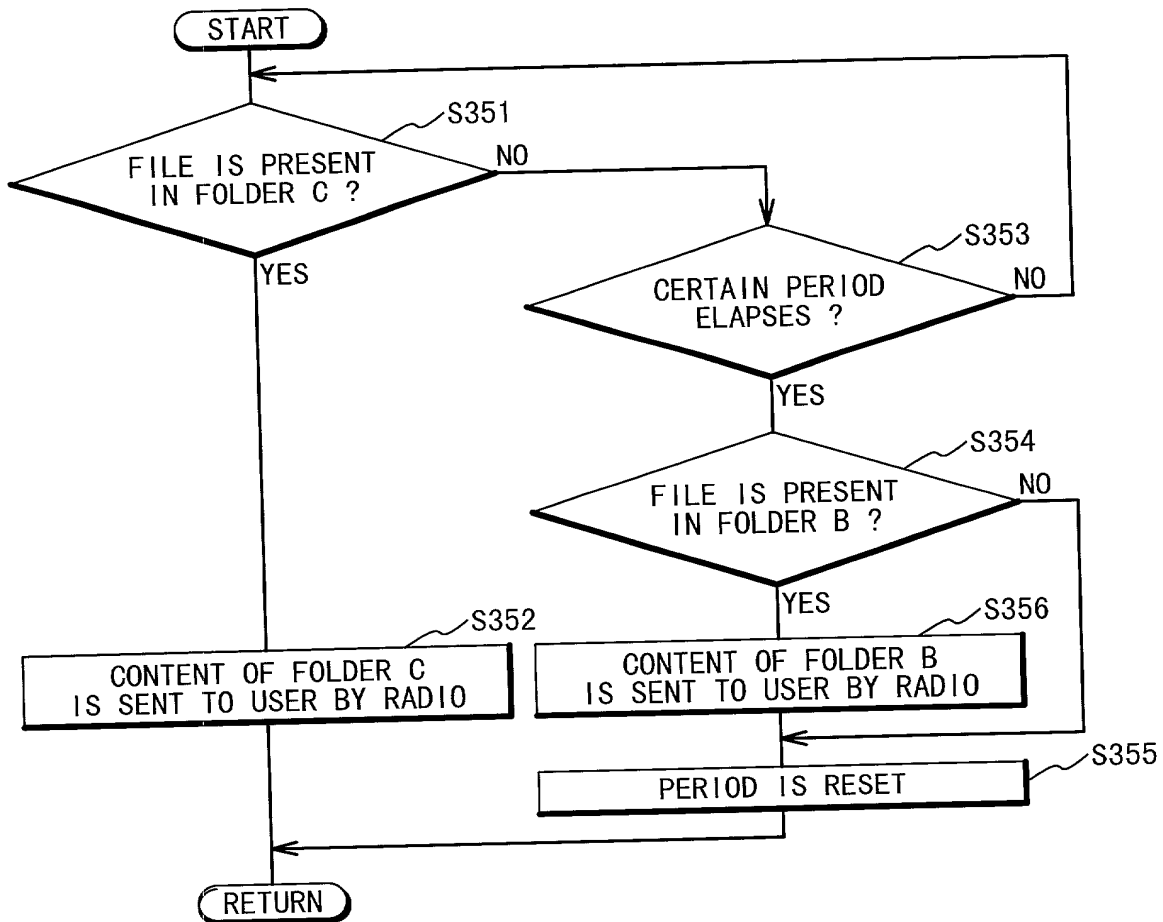 START
S351
FILE IS PRESENT
IN FOLDER C ?
NO
YES
S353
CERTAIN PERIOD
ELAPSES ?
NO
YES
S354
FILE IS PRESENT
IN FOLDER B ?
NO
YES
S352
CONTENT OF FOLDER C
IS SENT TO USER BY RADIO
S356
CONTENT OF FOLDER B
IS SENT TO USER BY RADIO
S355
PERIOD IS RESET
RETURN